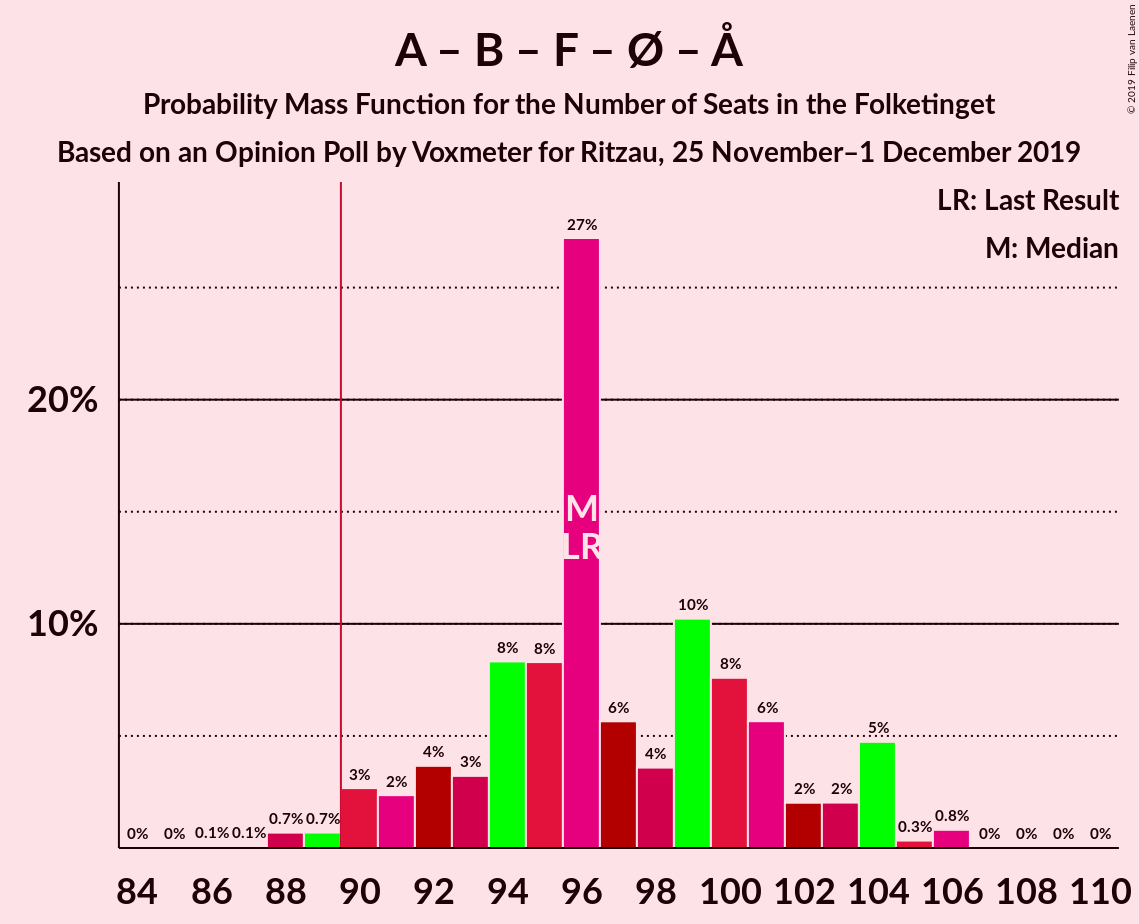 A – B – F – Ø – Å
Probability Mass Function for the Number of Seats in the Folketinget
Based on an Opinion Poll by Voxmeter for Ritzau, 25 November–1 December 2019
© 2019 Filip van Laenen
LR: Last Result
M: Median
20%
10%
0% 0% 0.1% 0.1% 0.7% 0.7% 3% 2% 4% 3% 8% 8% 27% 6% 4% 10% 8% 6% 2% 2% 5% 0.3% 0.8% 0% 0% 0% 0%
M
LR
84 86 88 90 92 94 96 98 100 102 104 106 108 110